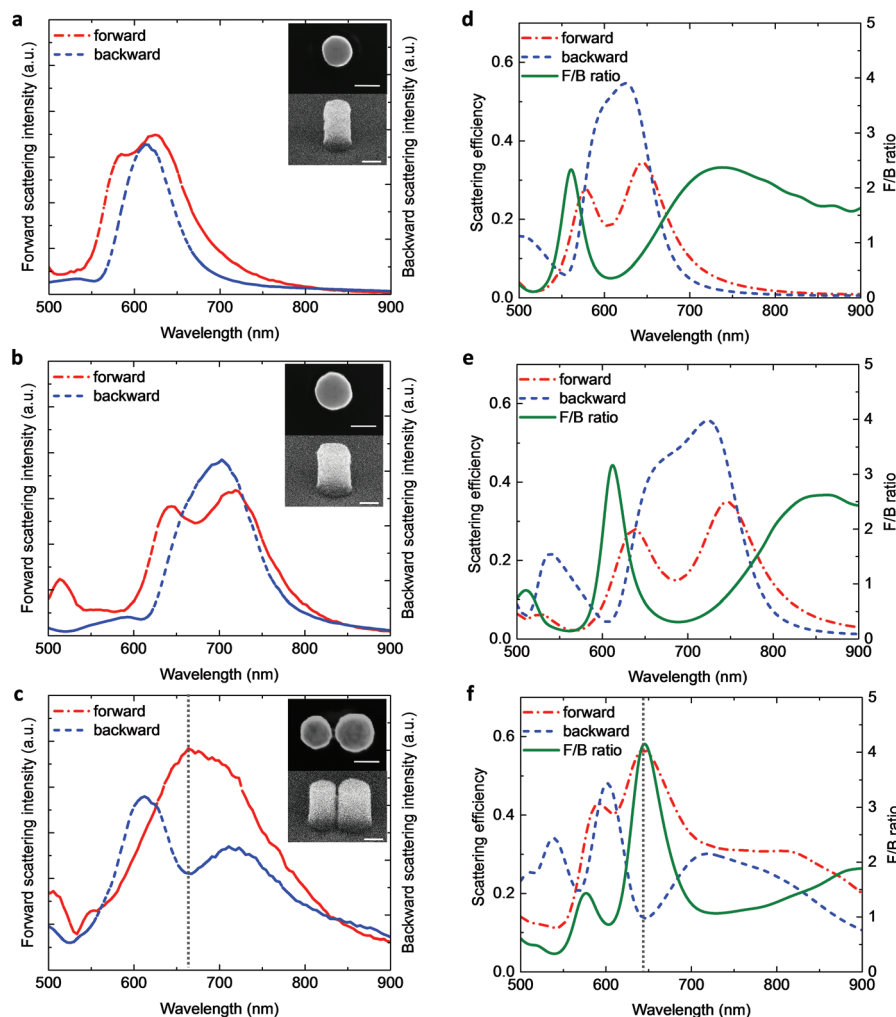 a
forward
backward
Forward scattering intensity (a.u.)
Backward scattering intensity (a.u.)
500 600 700 800 900
Wavelength (nm)
d
forward
backward
F/B ratio
Scattering efficiency
F/B ratio
0.6
0.4
0.2
0.0
5
4
3
2
1
0
500 600 700 800 900
Wavelength (nm)
b
forward
backward
Forward scattering intensity (a.u.)
Backward scattering intensity (a.u.)
500 600 700 800 900
Wavelength (nm)
e
forward
backward
F/B ratio
Scattering efficiency
F/B ratio
0.6
0.4
0.2
0.0
5
4
3
2
1
0
500 600 700 800 900
Wavelength (nm)
c
forward
backward
Forward scattering intensity (a.u.)
Backward scattering intensity (a.u.)
500 600 700 800 900
Wavelength (nm)
f
forward
backward
F/B ratio
Scattering efficiency
F/B ratio
0.6
0.4
0.2
0.0
5
4
3
2
1
0
500 600 700 800 900
Wavelength (nm)